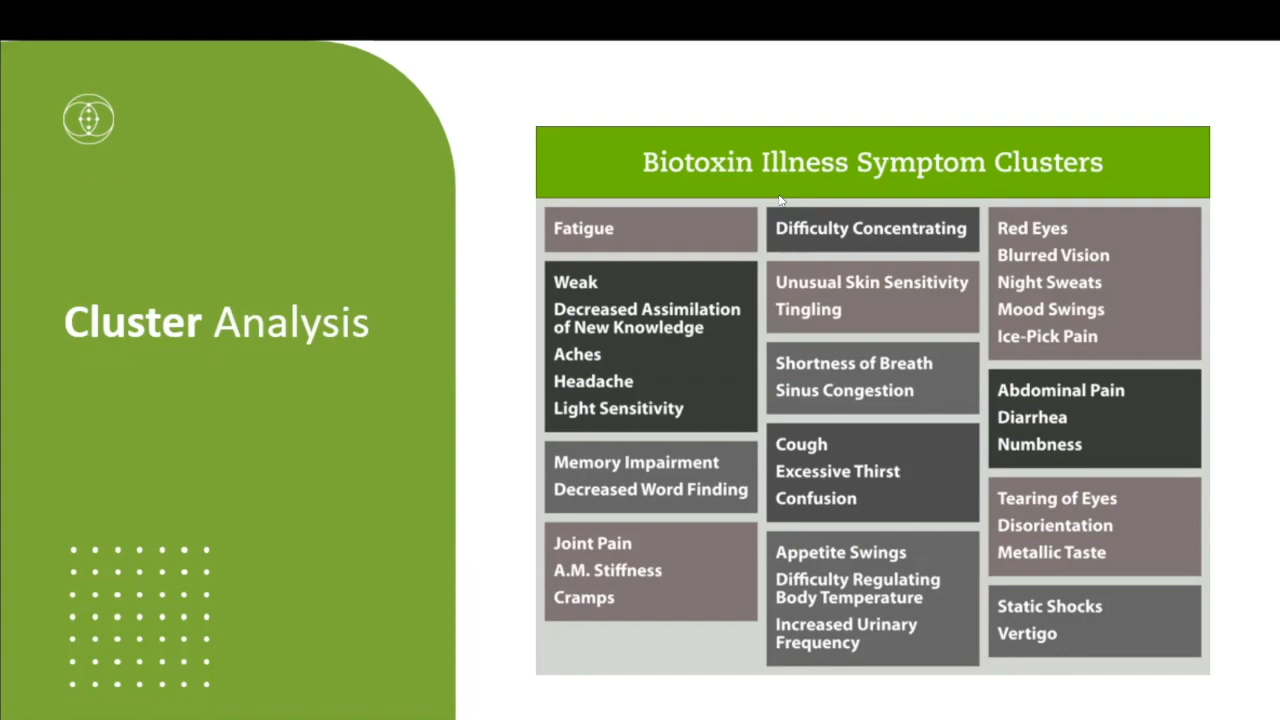 Cluster Analysis
Biotoxin Illness Symptom Clusters
Fatigue
Weak
Decreased Assimilation
of New Knowledge
Aches
Headache
Light Sensitivity
Memory Impairment
Decreased Word Finding
Joint Pain
A.M. Stiffness
Cramps
Difficulty Concentrating
Unusual Skin Sensitivity
Tingling
Shortness of Breath
Sinus Congestion
Cough
Excessive Thirst
Confusion
Appetite Swings
Difficulty Regulating
Body Temperature
Increased Urinary
Frequency
Red Eyes
Blurred Vision
Night Sweats
Mood Swings
Ice-Pick Pain
Abdominal Pain
Diarrhea
Numbness
Tearing of Eyes
Disorientation
Metallic Taste
Static Shocks
Vertigo